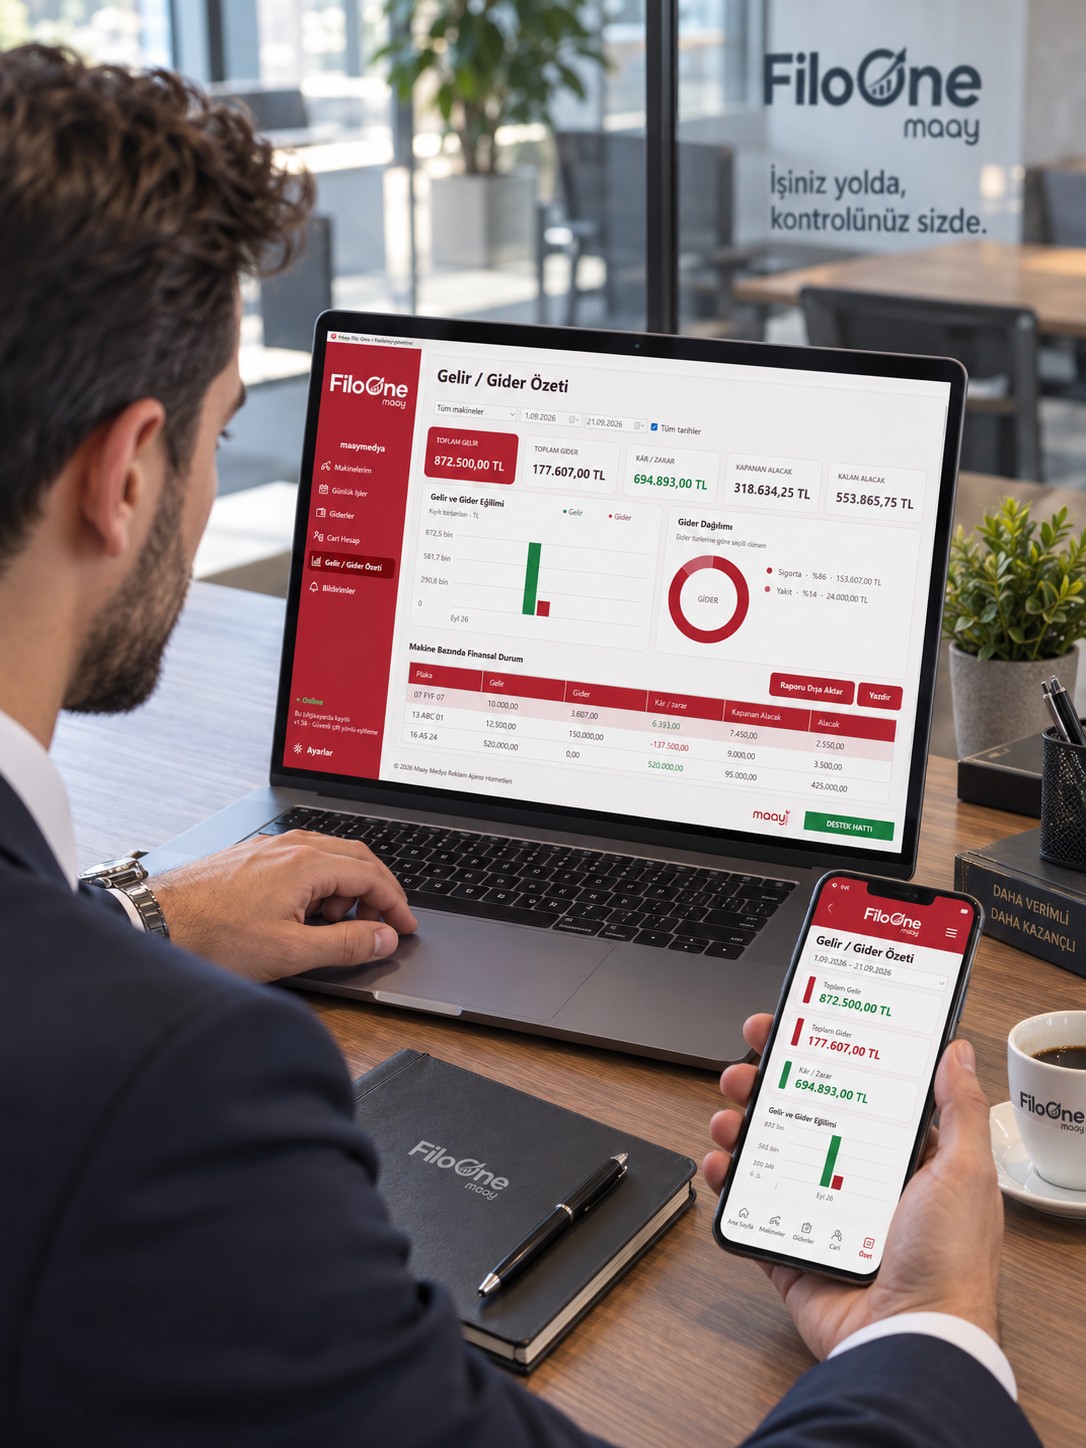 FiloOne
maay
İşiniz yolda,
kontrolünüz sizde.
FiloOne
maay
maaymedya
Makinelerim
Günlük İşler
Giderler
Cari Hesap
Gelir / Gider Özeti
Bildirimler
Online
Ayarlar
Gelir / Gider Özeti
Tüm makineler
1.09.2026
21.09.2026
Tüm tarihler
TOPLAM GELİR
872.500,00 TL
TOPLAM GİDER
177.607,00 TL
KÂR / ZARAR
694.893,00 TL
KAPANAN ALACAK
318.634,25 TL
KALAN ALACAK
553.865,75 TL
Gelir ve Gider Eğilimi
Gelir
Gider
872,5 bin
581,7 bin
290,8 bin
0
Eyl 26
Gider Dağılımı
GİDER
Sigorta - %86 - 153.607,00 TL
Yakit - %14 - 24.000,00 TL
Makine Bazında Finansal Durum
Raporu Dışa Aktar
Yazdır
Plaka Gelir Gider Kâr / zarar Kapanan Alacak Alacak
07 FYF 07 10.000,00 3.607,00 6.393,00 7.450,00 2.550,00
13 ABC 01 12.500,00 150.000,00 -137.500,00 9.000,00 3.500,00
16 AS 24 520.000,00 0,00 520.000,00 95.000,00 425.000,00
© 2026 Maay Medya Reklam Ajansı Hizmetleri
maay
DESTEK HATTI
FiloOne
maay
Gelir / Gider Özeti
1.09.2026 - 21.09.2026
Toplam Gelir
872.500,00 TL
Toplam Gider
177.607,00 TL
Kâr / Zarar
694.893,00 TL
Gelir ve Gider Eğilimi
Eyl 26
Ana Sayfa
Makineler
Giderler
Cari
Özet
DAHA VERİMLİ
DAHA KAZANÇLI
FiloOne
maay
FiloOne
maay